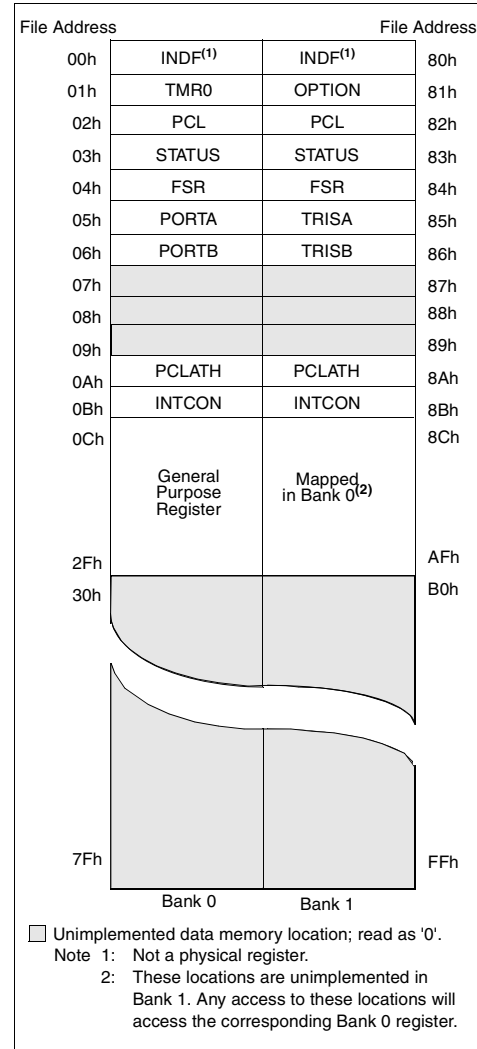 File Address File Address
00h INDF(1) INDF(1) 80h
01h TMR0 OPTION 81h
02h PCL PCL 82h
03h STATUS STATUS 83h
04h FSR FSR 84h
05h PORTA TRISA 85h
06h PORTB TRISB 86h
07h 87h
08h 88h
09h 89h
0Ah PCLATH PCLATH 8Ah
0Bh INTCON INTCON 8Bh
0Ch 8Ch
General
Purpose
Register
Mapped
in Bank 0(2)
2Fh AFh
30h B0h
7Fh FFh
Bank 0 Bank 1
Unimplemented data memory location; read as '0'.
Note 1: Not a physical register.
2: These locations are unimplemented in
Bank 1. Any access to these locations will
access the corresponding Bank 0 register.